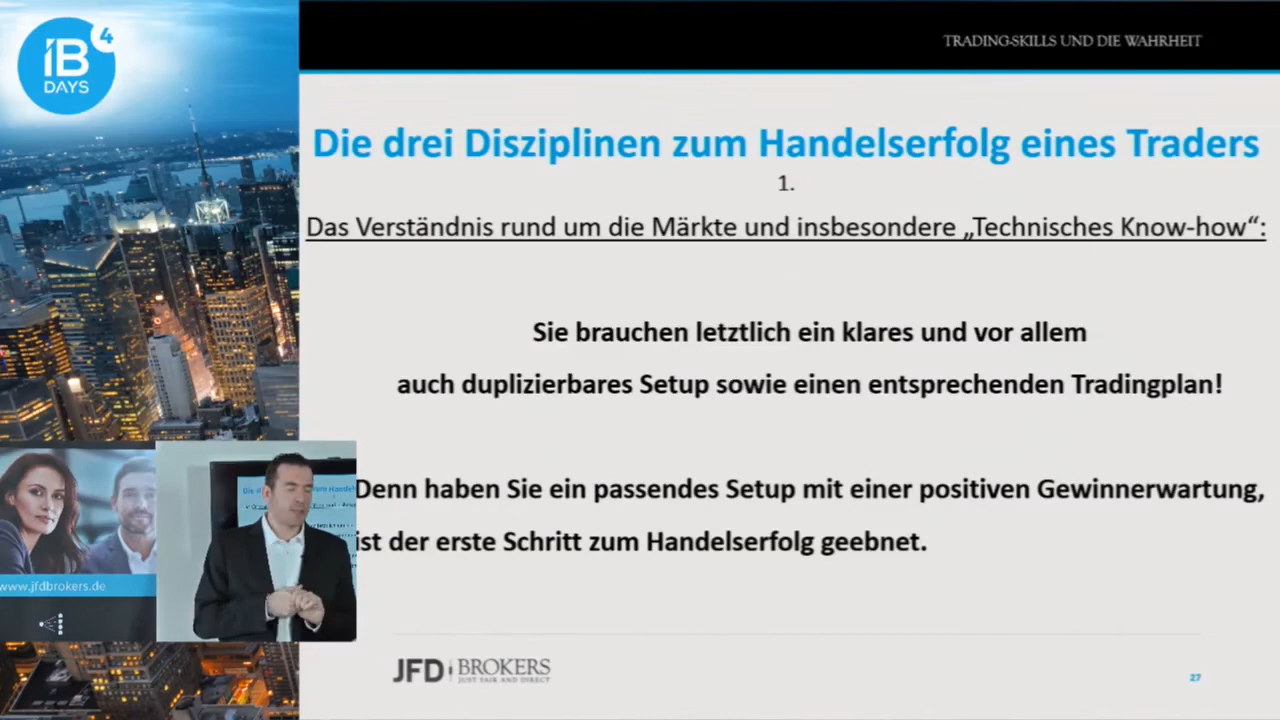 iB 4
DAYS
TRADING-SKILLS UND DIE WAHRHEIT
Die drei Disziplinen zum Handelserfolg eines Traders
1.
Das Verständnis rund um die Märkte und insbesondere „Technisches Know-how“:
Sie brauchen letztlich ein klares und vor allem
auch duplizierbares Setup sowie einen entsprechenden Tradingplan!
Denn haben Sie ein passendes Setup mit einer positiven Gewinnerwartung,
ist der erste Schritt zum Handelserfolg geebnet.
www.jfdbrokers.de
JFD BROKERS
JUST FAIR AND DIRECT
27